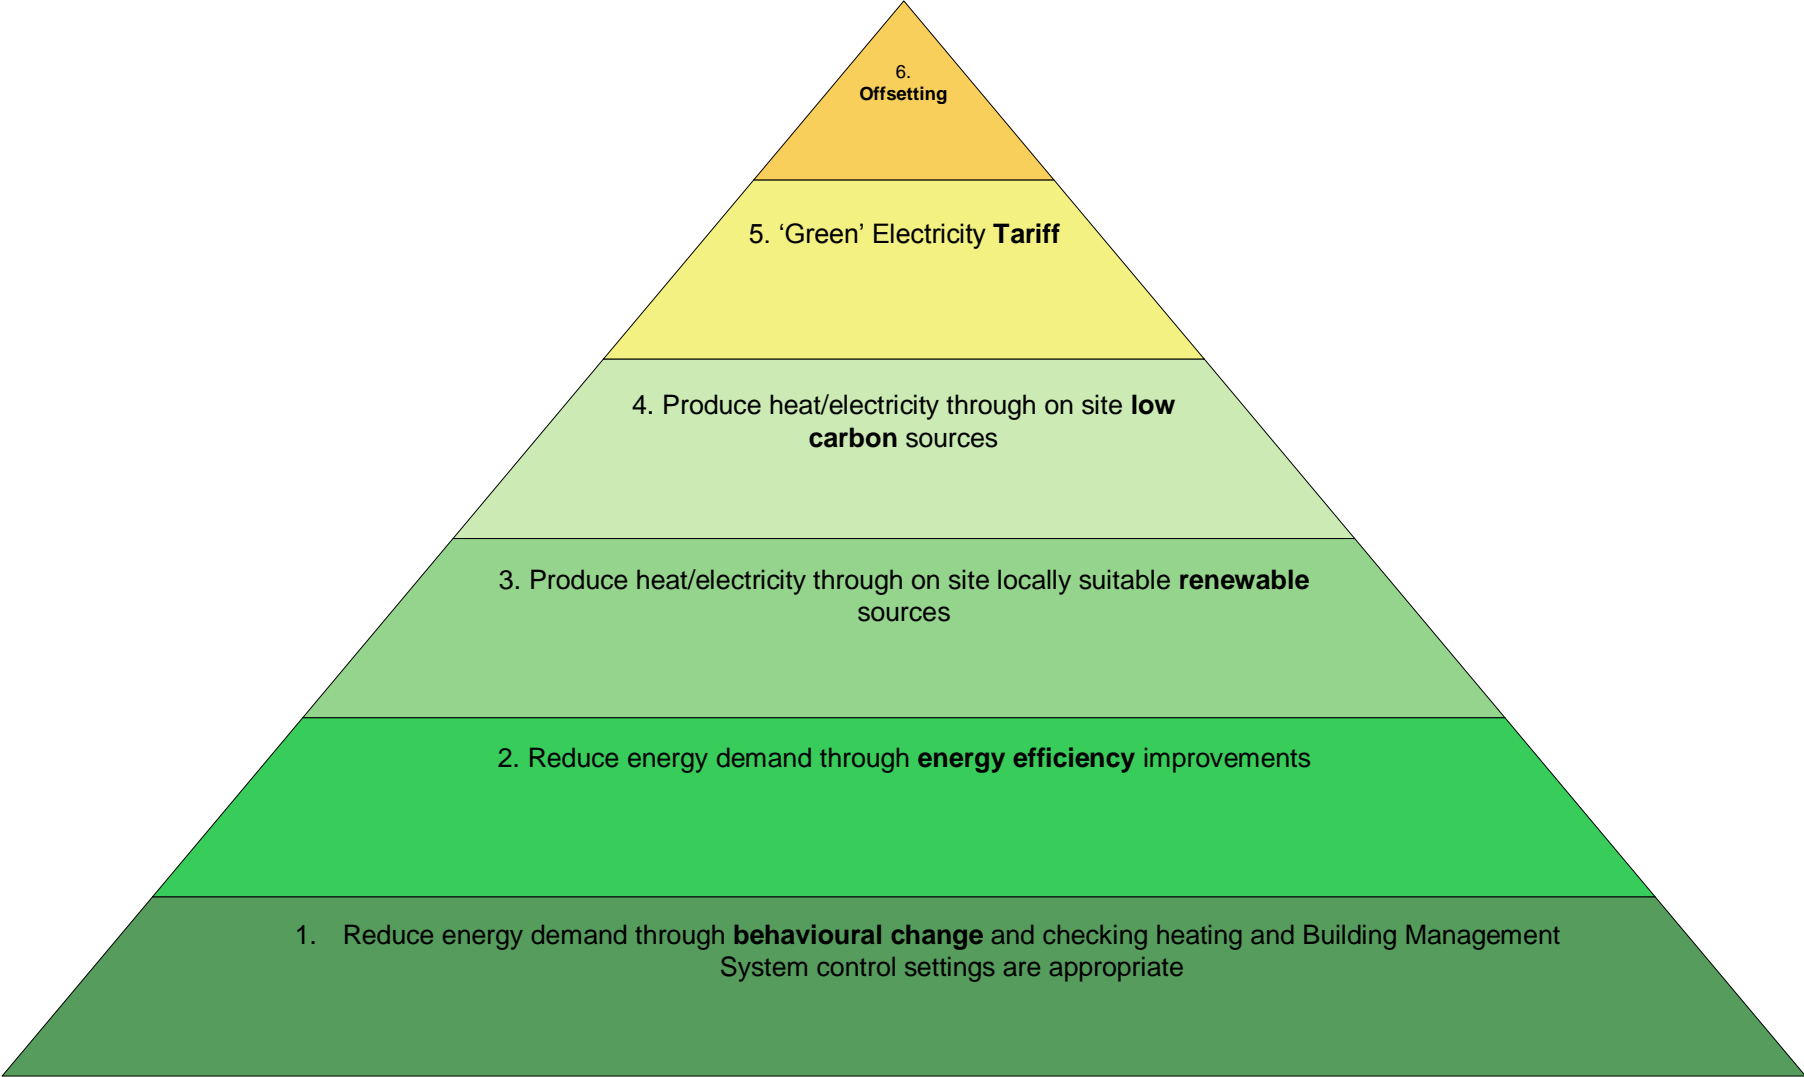 6.
Offsetting
5. ‘Green’ Electricity Tariff
4. Produce heat/electricity through on site low
carbon sources
3. Produce heat/electricity through on site locally suitable renewable
sources
2. Reduce energy demand through energy efficiency improvements
1. Reduce energy demand through behavioural change and checking heating and Building Management
System control settings are appropriate